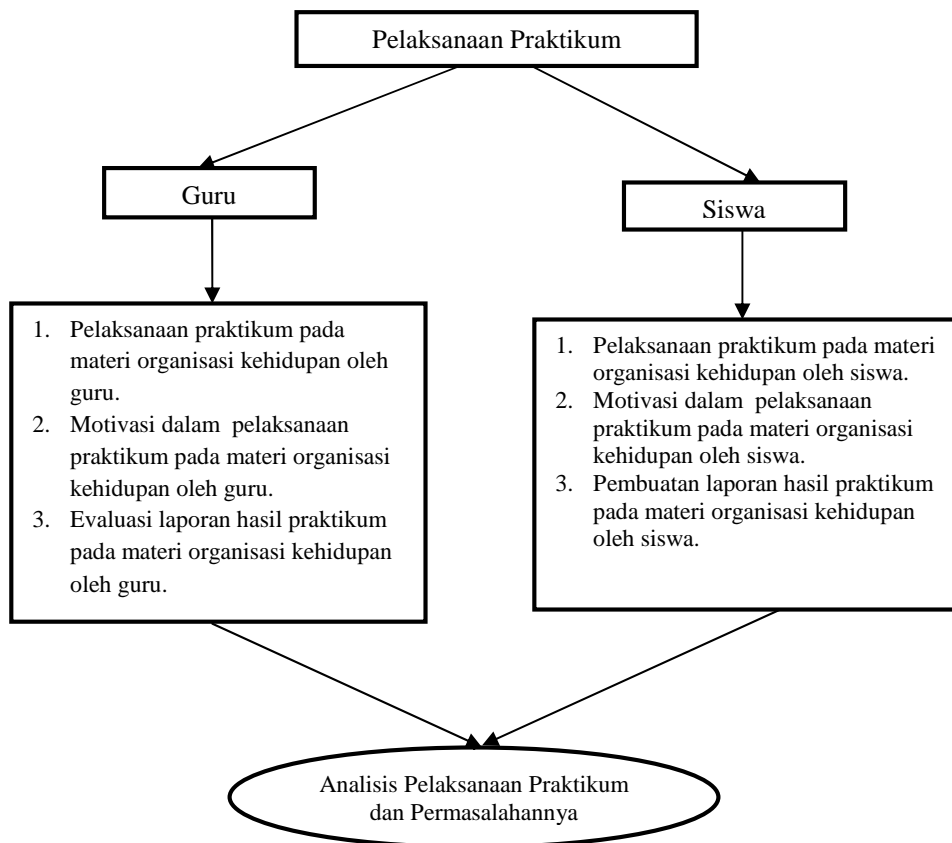 Pelaksanaan Praktikum
Guru
Siswa
1. Pelaksanaan praktikum pada
materi organisasi kehidupan oleh
guru.
2. Motivasi dalam  pelaksanaan
praktikum pada materi organisasi
kehidupan oleh guru.
3. Evaluasi laporan hasil praktikum
pada materi organisasi kehidupan
oleh guru.
1. Pelaksanaan praktikum pada materi
organisasi kehidupan oleh siswa.
2. Motivasi dalam  pelaksanaan
praktikum pada materi organisasi
kehidupan oleh siswa.
3. Pembuatan laporan hasil praktikum
pada materi organisasi kehidupan
oleh siswa.
Analisis Pelaksanaan Praktikum
dan Permasalahannya